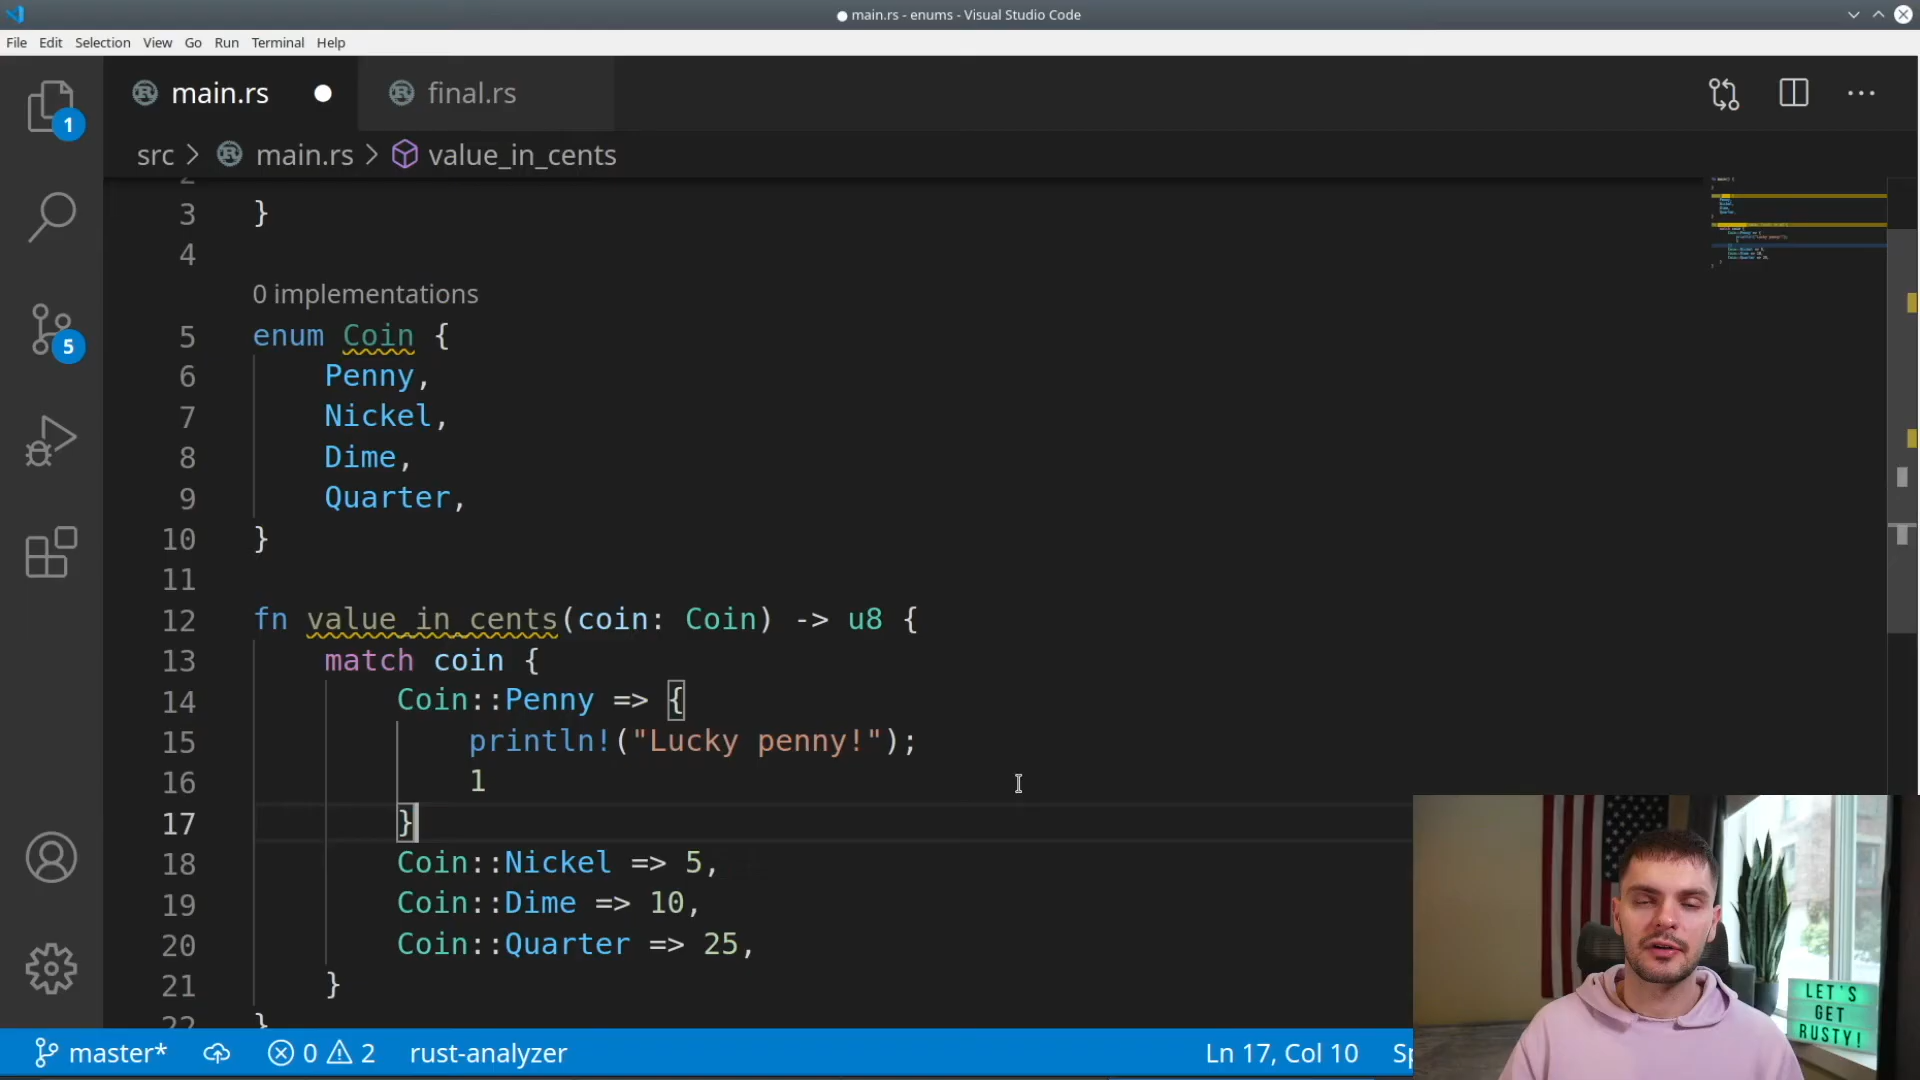 main.rs - enums - Visual Studio Code
File Edit Selection View Go Run Terminal Help
main.rs final.rs
1
src > main.rs > value_in_cents
2
3 }
4
0 implementations
5 enum Coin {
6 Penny,
7 Nickel,
8 Dime,
9 Quarter,
10 }
11
12 fn value_in_cents(coin: Coin) -> u8 {
13 match coin {
14 Coin::Penny => {
15 println!("Lucky penny!");
16 1
17 }
18 Coin::Nickel => 5,
19 Coin::Dime => 10,
20 Coin::Quarter => 25,
21 }
22 }
5
LET'S
GET
RUSTY!
master* 0 2 rust-analyzer Ln 17, Col 10